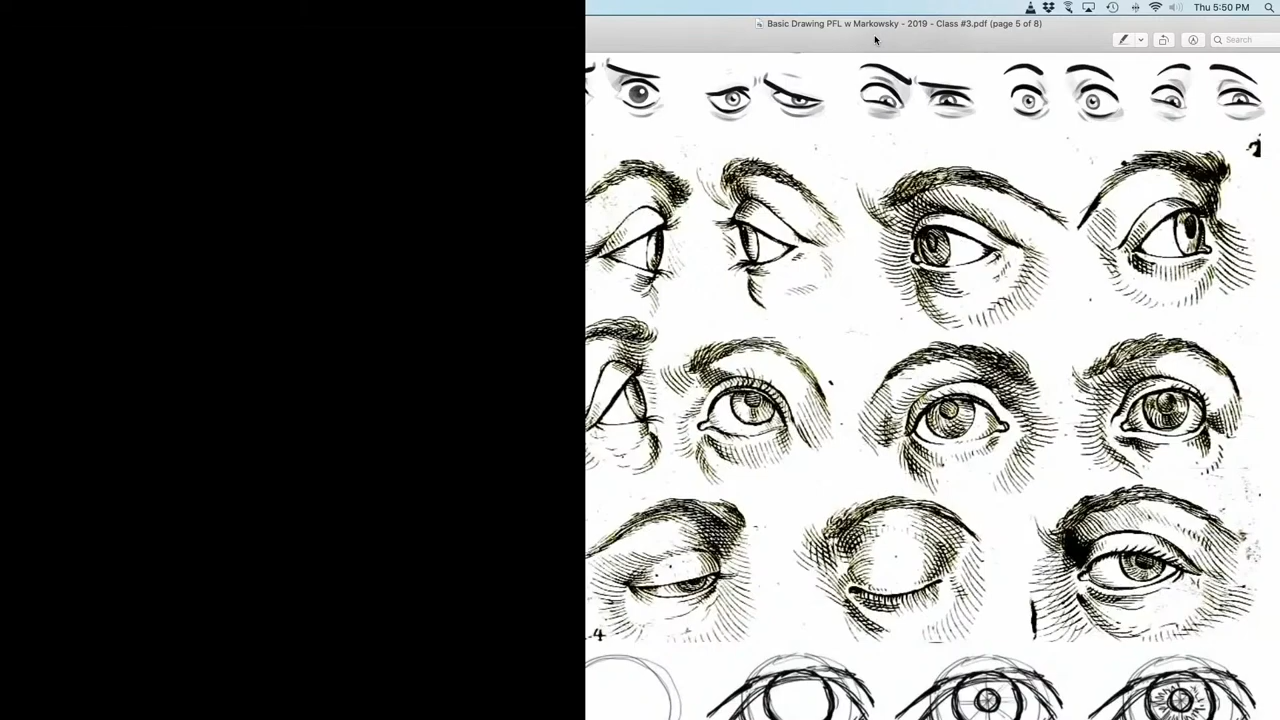 Thu 5:50 PM
Basic Drawing PFL w Markowsky - 2019 - Class #3.pdf (page 5 of 8)
Search
4